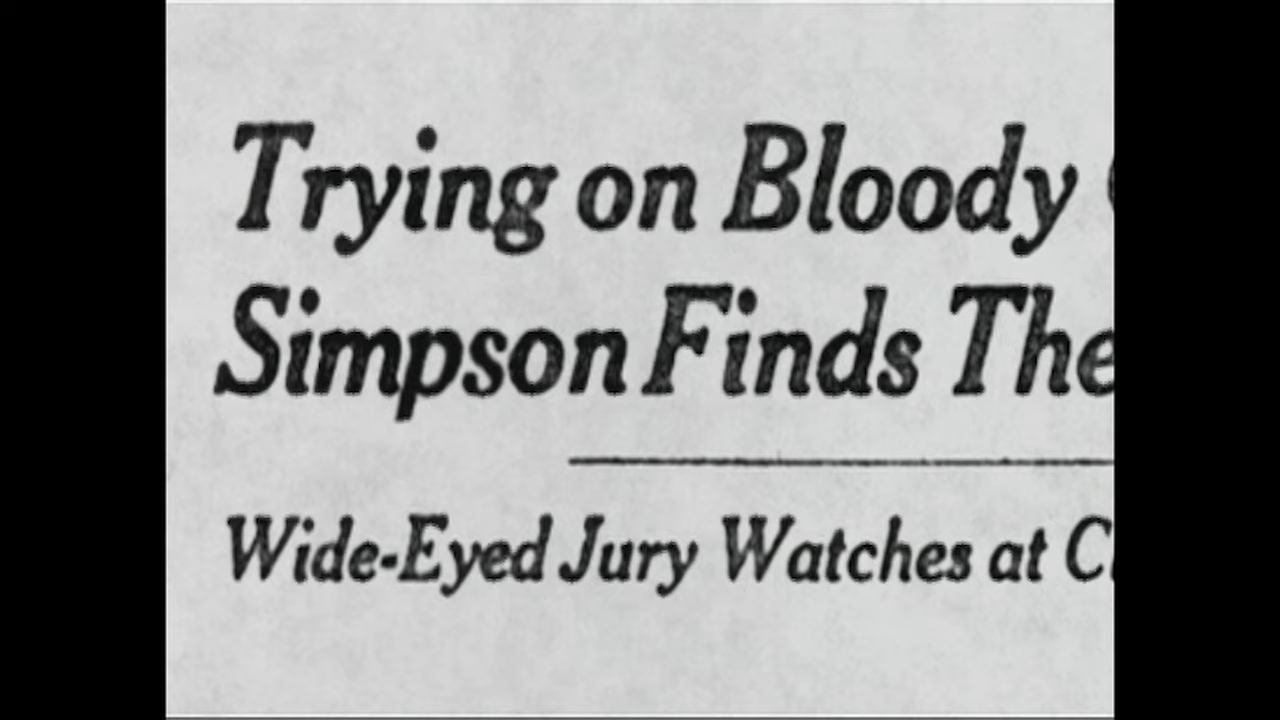 Trying on Bloody
Simpson Finds The
Wide-Eyed Jury Watches at